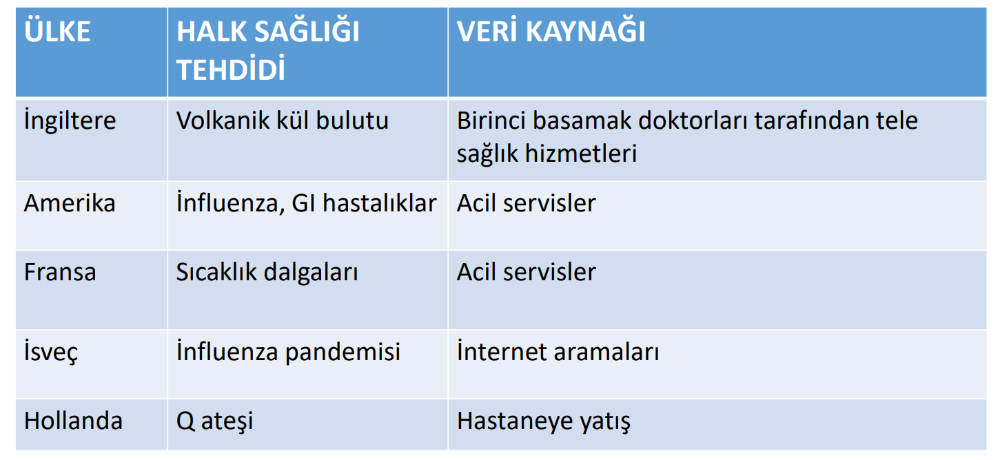 ÜLKE
HALK SAĞLIĞI
TEHDİDİ
VERİ KAYNAĞI
İngiltere
Volkanik kül bulutu
Birinci basamak doktorları tarafından tele
sağlık hizmetleri
Amerika
İnfluenza, GI hastalıklar
Acil servisler
Fransa
Sıcaklık dalgaları
Acil servisler
İsveç
İnfluenza pandemisi
İnternet aramaları
Hollanda
Q ateşi
Hastaneye yatış